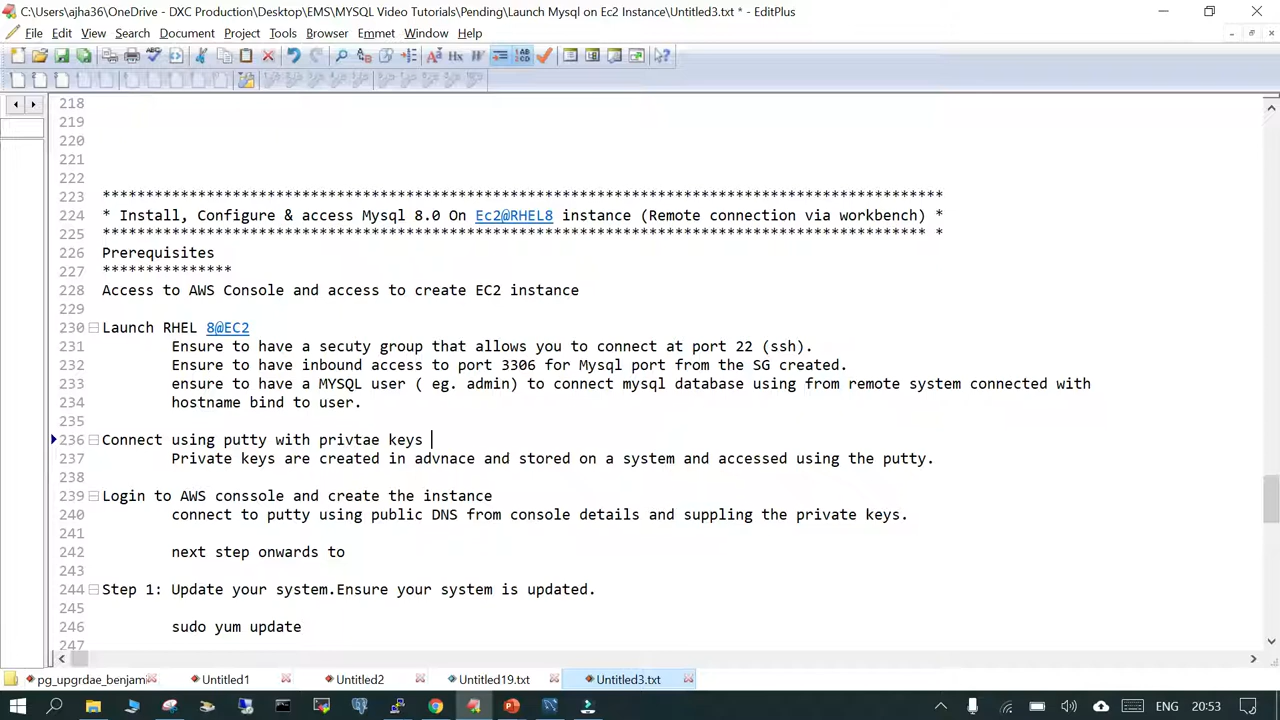 C:\Users\ajha36\OneDrive - DXC Production\Desktop\EMS\MYSQL Video Tutorials\Pending\Launch Mysql on Ec2 Instance\Untitled3.txt * - EditPlus
File Edit View Search Document Project Tools Browser Emmet Window Help
218
219
220
221
222
223 *************************************************************************************************
224 * Install, Configure & access Mysql 8.0 On Ec2@RHEL8 instance (Remote connection via workbench) *
225 *********************************************************************************************** *
226 Prerequisites
227 ***************
228 Access to AWS Console and access to create EC2 instance
229
230 Launch RHEL 8@EC2
231 Ensure to have a secuty group that allows you to connect at port 22 (ssh).
232 Ensure to have inbound access to port 3306 for Mysql port from the SG created.
233 ensure to have a MYSQL user ( eg. admin) to connect mysql database using from remote system connected with
234 hostname bind to user.
235
236 Connect using putty with privtae keys
237 Private keys are created in advnace and stored on a system and accessed using the putty.
238
239 Login to AWS conssole and create the instance
240 connect to putty using public DNS from console details and suppling the private keys.
241
242 next step onwards to
243
244 Step 1: Update your system.Ensure your system is updated.
245
246 sudo yum update
247
pg_upgrdae_benjami Untitled1 Untitled2 Untitled19.txt Untitled3.txt
ENG 20:53